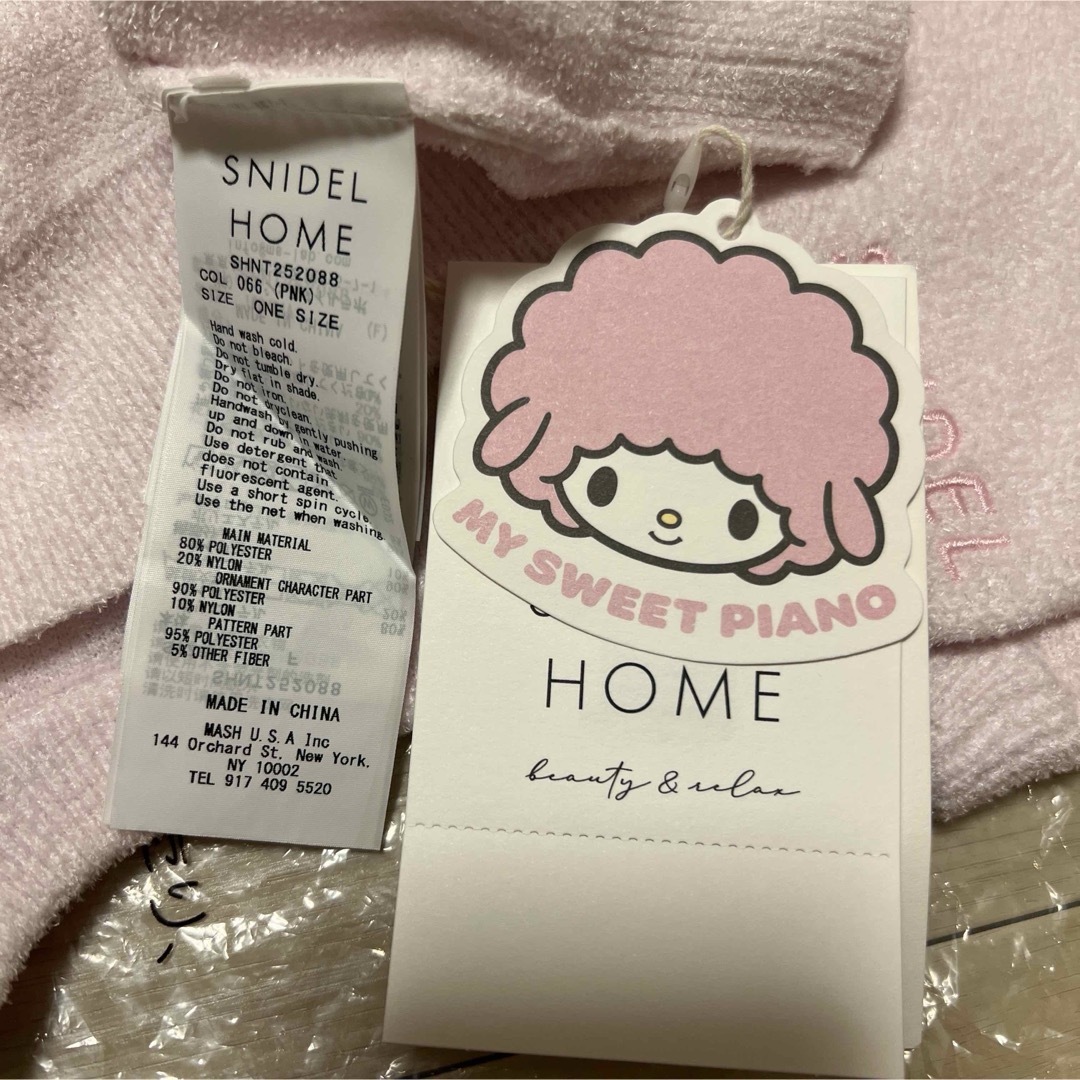 SNIDEL
HOME
SHNT252088
COL 066 (PNK)
SIZE ONE SIZE
Hand wash cold.
Do not bleach.
Do not tumble dry.
Dry flat in shade.
Do not iron.
Do not dryclean.
Handwash by gently pushing
up and down in water.
Do not rub and wash.
Use detergent that
does not contain
fluorescent agent.
Use a short spin cycle.
Use the net when washing
MAIN MATERIAL
80% POLYESTER
20% NYLON
ORNAMENT CHARACTER PART
90% POLYESTER
10% NYLON
PATTERN PART
95% POLYESTER
5% OTHER FIBER
MADE IN CHINA
MASH U.S.A Inc
144 Orchard St. New York.
NY 10002
TEL 917 409 5520
MY SWEET PIANO
HOME
beauty & relax
DEL